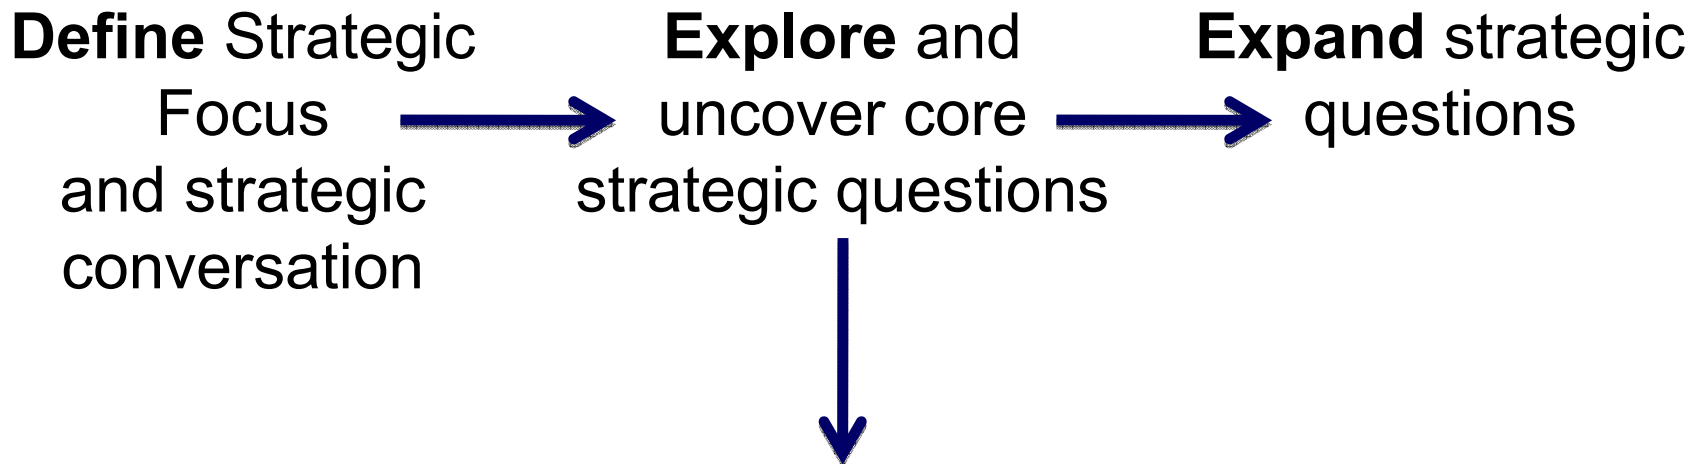 Define Strategic
Focus
and strategic
conversation
Explore and
uncover core
strategic questions
Expand strategic
questions